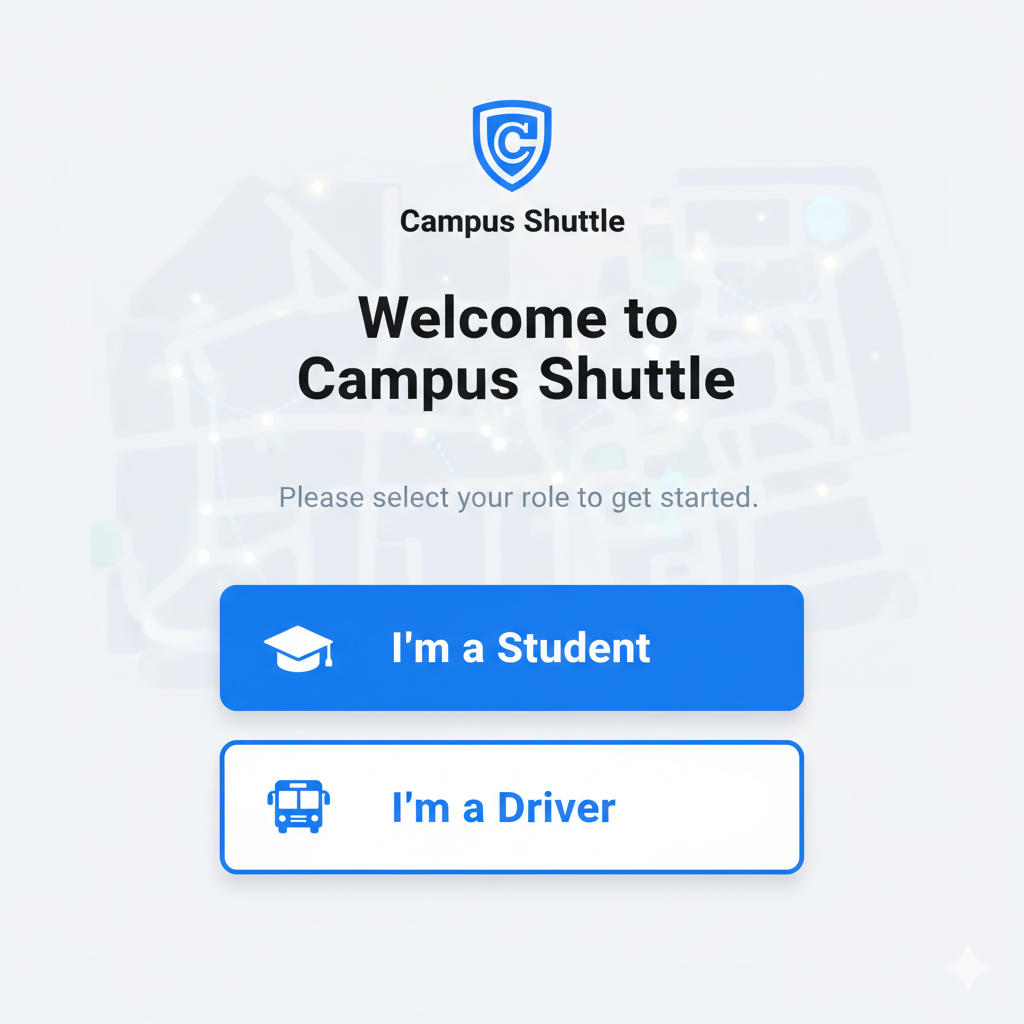 C
Campus Shuttle
Welcome to
Campus Shuttle
Please select your role to get started.
I'm a Student
I'm a Driver